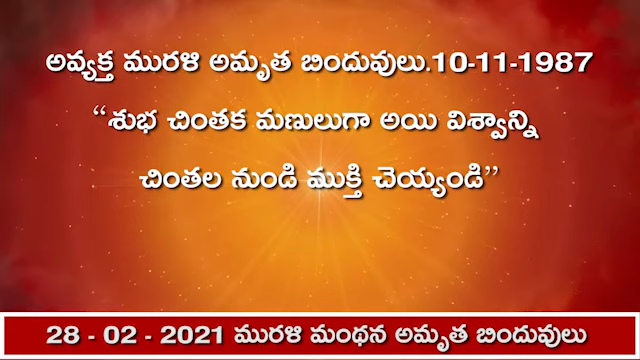 అవ్యక్త మురళి అమృత బిందువులు.10-11-1987
“శుభ చింతక మణులుగా అయి విశ్వాన్ని
చింతల నుండి ముక్తి చెయ్యండి”
28 - 02 - 2021 మురళి మంథన అమృత బిందువులు